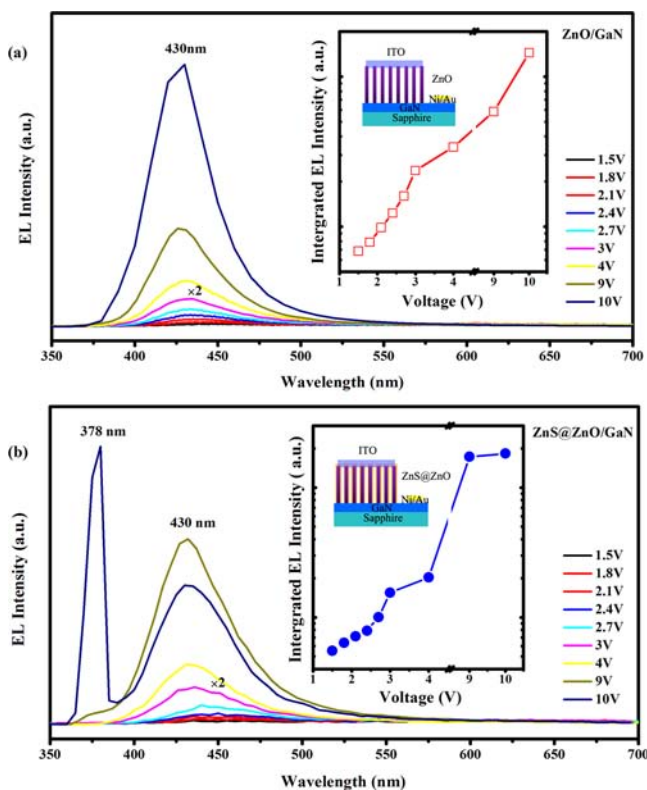 (a)
430nm
ZnO/GaN
ITO
ZnO
Ni/Au
GaN
Sapphire
Intergrated EL Intensity ( a.u.)
1 2 3 4 9 10
Voltage (V)
×2
1.5V
1.8V
2.1V
2.4V
2.7V
3V
4V
9V
10V
EL Intensity (a.u.)
350 400 450 500 550 600 650 700
Wavelength (nm)
(b)
378 nm
430 nm
ZnS@ZnO/GaN
ITO
ZnS@ZnO
Ni/Au
GaN
Sapphire
Intergrated EL Intensity ( a.u.)
1 2 3 4 9 10
Voltage (V)
×2
1.5V
1.8V
2.1V
2.4V
2.7V
3V
4V
9V
10V
EL Intensity (a.u.)
350 400 450 500 550 600 650 700
Wavelength (nm)